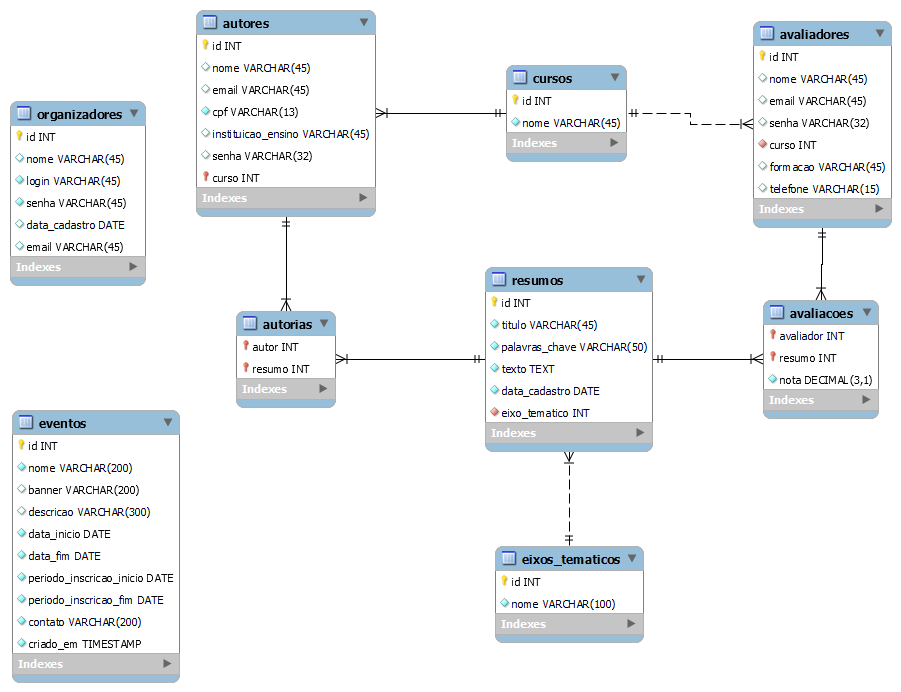 autores
id INT
nome VARCHAR(45)
email VARCHAR(45)
cpf VARCHAR(13)
instituicao_ensino VARCHAR(45)
senha VARCHAR(32)
curso INT
Indexes
avaliadores
id INT
nome VARCHAR(45)
email VARCHAR(45)
senha VARCHAR(32)
curso INT
formacao VARCHAR(45)
telefone VARCHAR(15)
Indexes
cursos
id INT
nome VARCHAR(45)
Indexes
organizadores
id INT
nome VARCHAR(45)
login VARCHAR(45)
senha VARCHAR(45)
data_cadastro DATE
email VARCHAR(45)
Indexes
resumos
id INT
titulo VARCHAR(45)
palavras_chave VARCHAR(50)
texto TEXT
data_cadastro DATE
eixo_tematico INT
Indexes
avaliacoes
avaliador INT
resumo INT
nota DECIMAL(3,1)
Indexes
autorias
autor INT
resumo INT
Indexes
eventos
id INT
nome VARCHAR(200)
banner VARCHAR(200)
descricao VARCHAR(300)
data_inicio DATE
data_fim DATE
periodo_inscricao_inicio DATE
periodo_inscricao_fim DATE
contato VARCHAR(200)
criado_em TIMESTAMP
Indexes
eixos_tematicos
id INT
nome VARCHAR(100)
Indexes